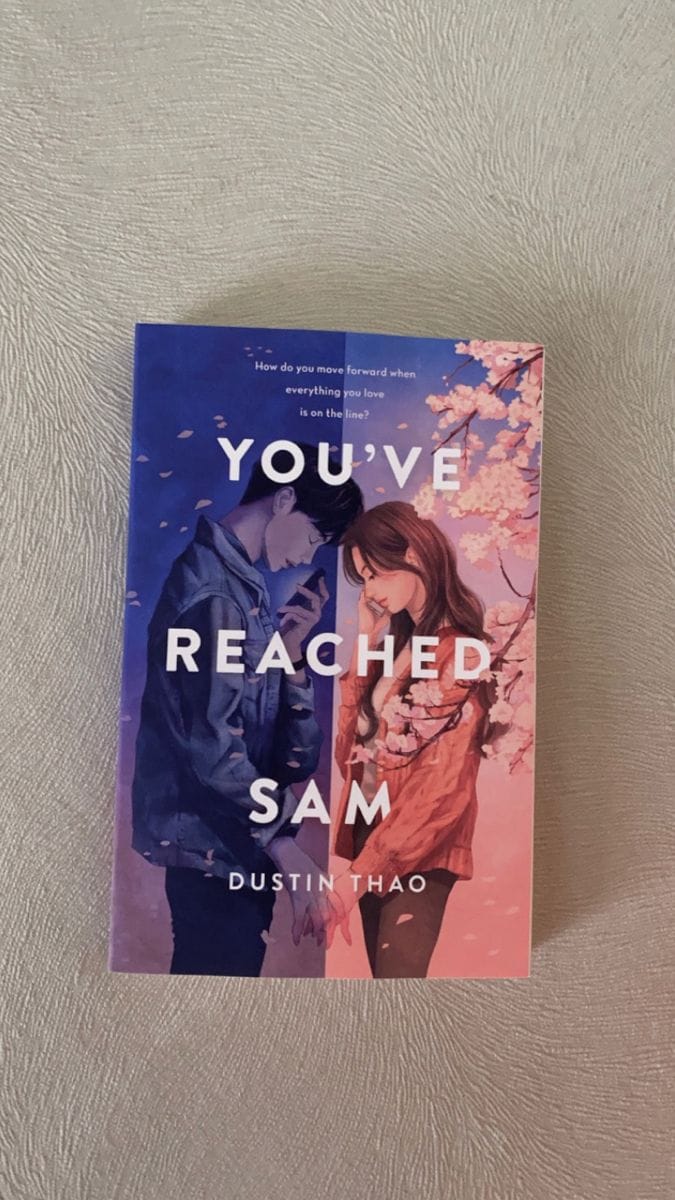 How do you move forward when
everything you love
is on the line?
YOU'VE
REACHED
SAM
DUSTIN THAO